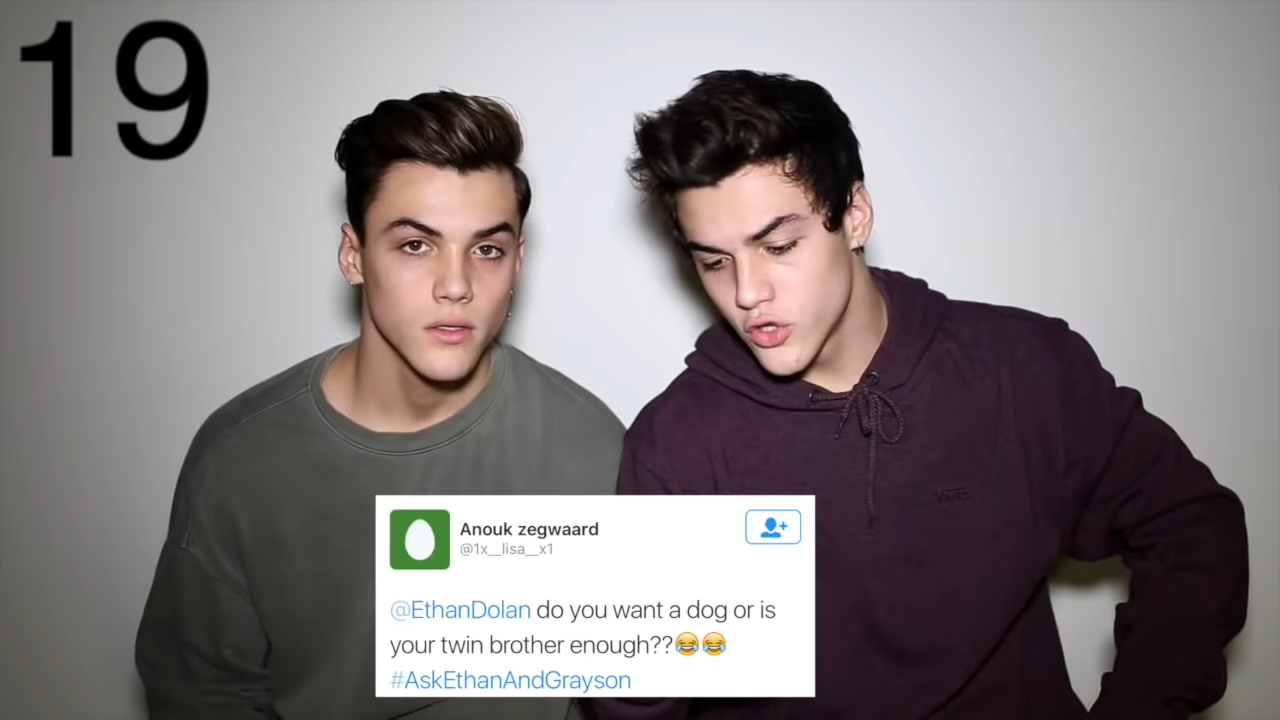 19
Anouk zegwaard
@1x__lisa__x1
@EthanDolan do you want a dog or is
your twin brother enough??😂😂
#AskEthanAndGrayson
VANS